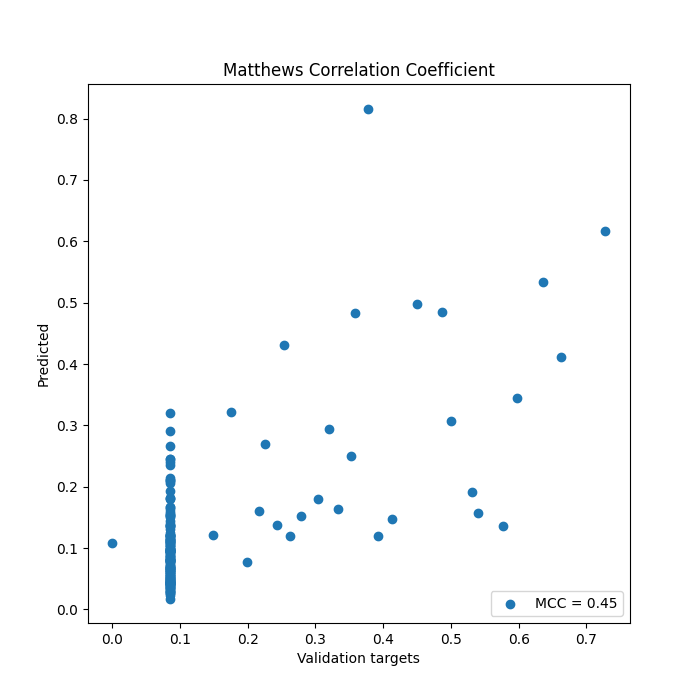 Matthews Correlation Coefficient
Predicted
0.8
0.7
0.6
0.5
0.4
0.3
0.2
0.1
0.0
MCC = 0.45
0.0 0.1 0.2 0.3 0.4 0.5 0.6 0.7
Validation targets